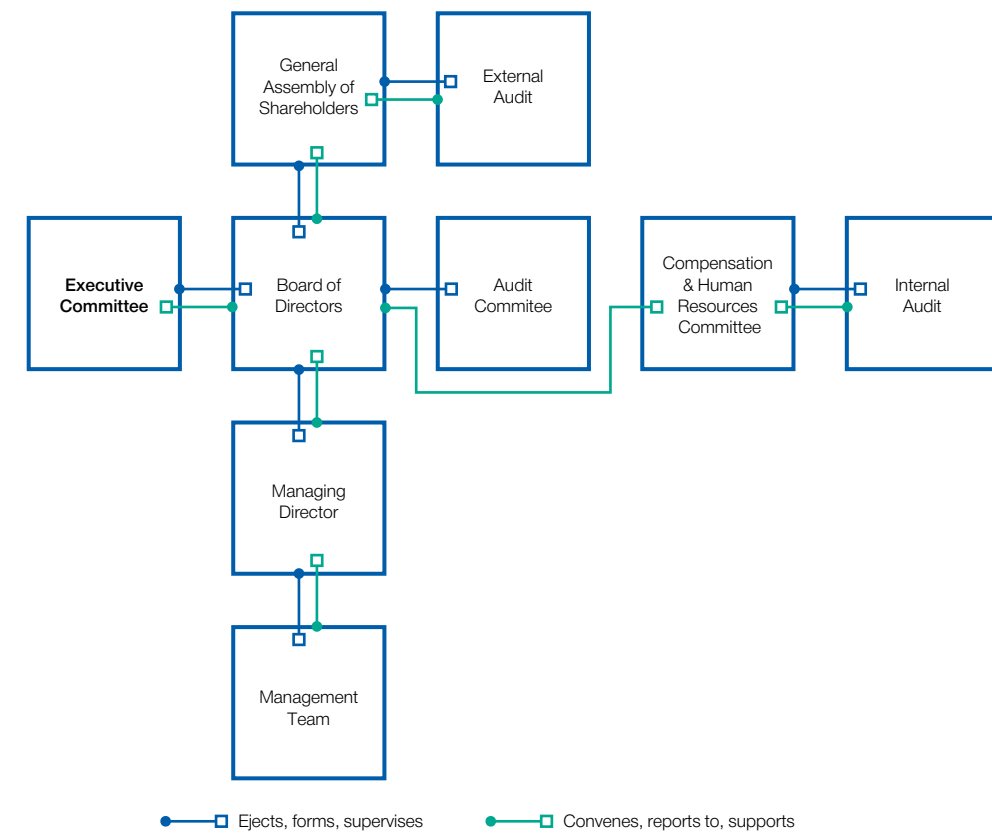 General
Assembly of
Shareholders
External
Audit
Executive
Committee
Board of
Directors
Audit
Commitee
Compensation
& Human
Resources
Committee
Internal
Audit
Managing
Director
Management
Team
Ejects, forms, supervises
Convenes, reports to, supports